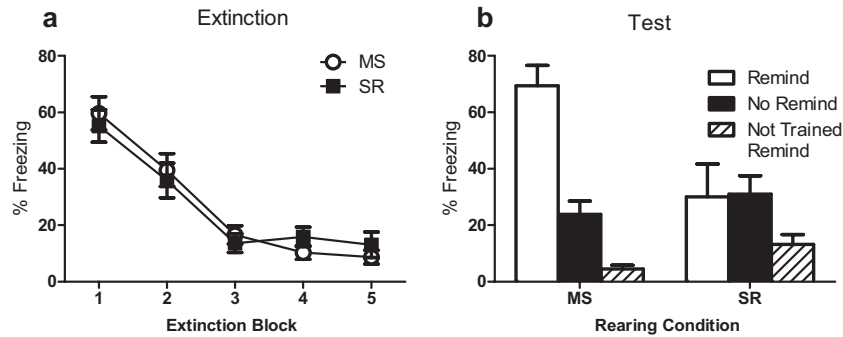 a
Extinction
80
60
40
20
0
% Freezing
MS
SR
1 2 3 4 5
Extinction Block
b
Test
80
60
40
20
0
% Freezing
Remind
No Remind
Not Trained
Remind
MS SR
Rearing Condition